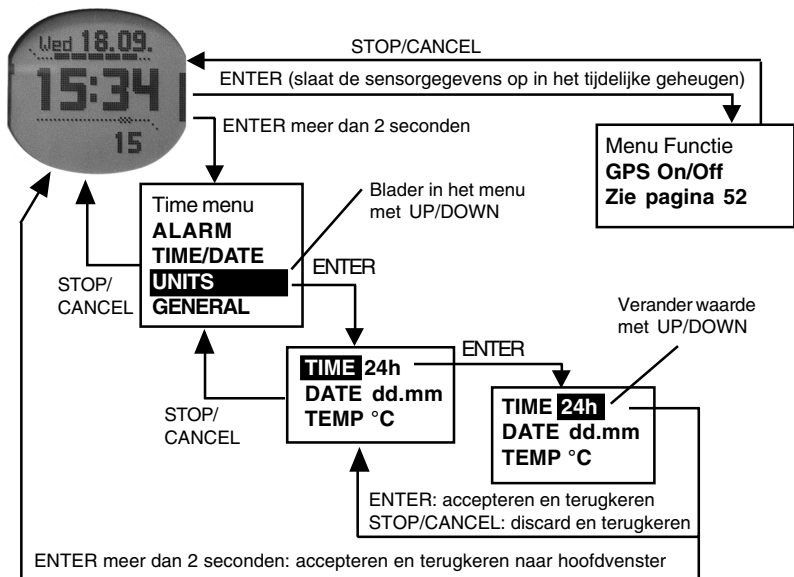 Wed 18.09.
15:34
15
STOP/CANCEL
ENTER (slaat de sensorgegevens op in het tijdelijke geheugen)
ENTER meer dan 2 seconden
Menu Functie
GPS On/Off
Zie pagina 52
Time menu
ALARM
TIME/DATE
UNITS
GENERAL
Blader in het menu
met UP/DOWN
STOP/
CANCEL
ENTER
Verander waarde
met UP/DOWN
TIME 24h
DATE dd.mm
TEMP °C
ENTER
STOP/
CANCEL
TIME 24h
DATE dd.mm
TEMP °C
ENTER: accepteren en terugkeren
STOP/CANCEL: discard en terugkeren
ENTER meer dan 2 seconden: accepteren en terugkeren naar hoofdvenster